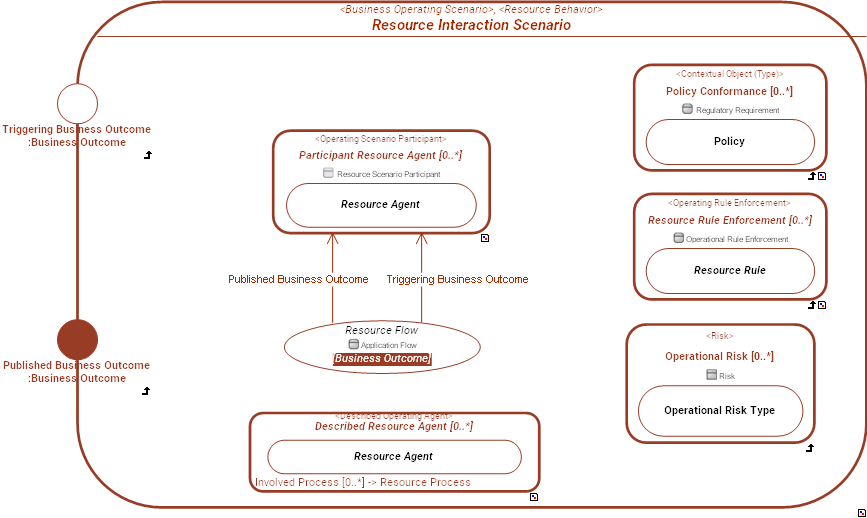 <Business Operating Scenario>, <Resource Behavior>
Resource Interaction Scenario
Triggering Business Outcome
:Business Outcome
Published Business Outcome
:Business Outcome
<Operating Scenario Participant>
Participant Resource Agent [0..*]
Resource Scenario Participant
Resource Agent
Published Business Outcome
Triggering Business Outcome
Resource Flow
Application Flow
[Business Outcome]
<Described Operating Agent>
Described Resource Agent [0..*]
Resource Agent
Involved Process [0..*] -> Resource Process
<Contextual Object (Type)>
Policy Conformance [0..*]
Regulatory Requirement
Policy
<Operating Rule Enforcement>
Resource Rule Enforcement [0..*]
Operational Rule Enforcement
Resource Rule
<Risk>
Operational Risk [0..*]
Risk
Operational Risk Type